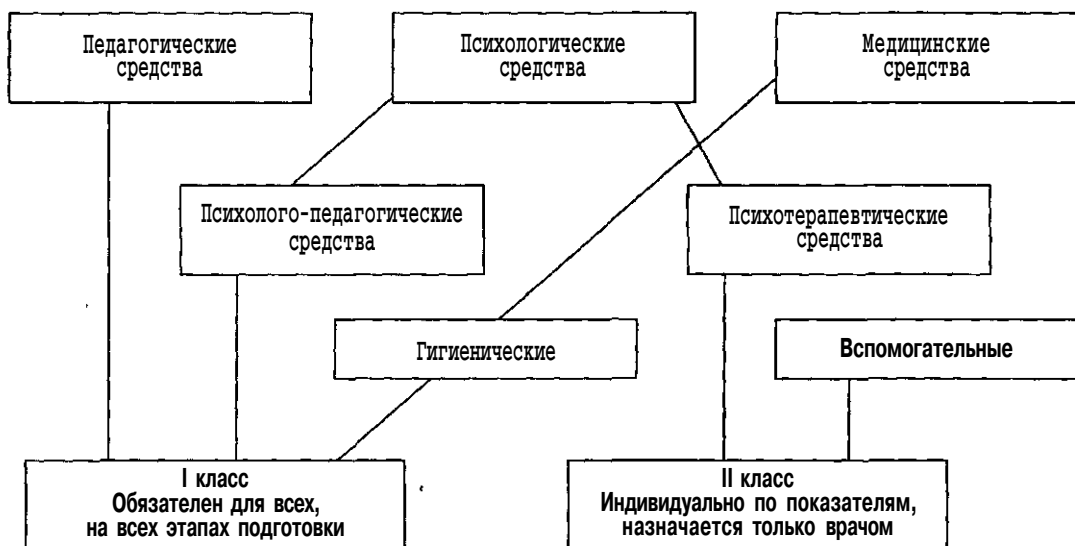 Педагогические
средства
Психологические
средства
Медицинские
средства
Психолого-педагогические
средства
Психотерапевтические
средства
Гигиенические
Вспомогательные
I класс
Обязателен для всех,
на всех этапах подготовки
II класс
Индивидуально по показателям,
назначается только врачом